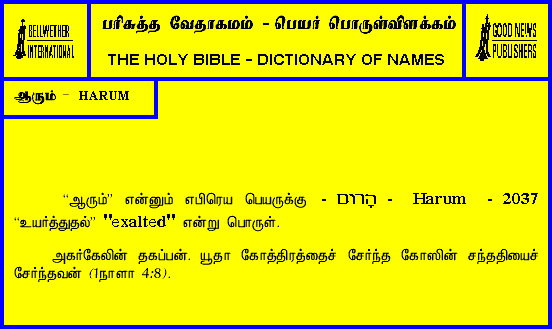 BELLWETHER
INTERNATIONAL
பரிசுத்த வேதாகமம் - பெயர் பொருள்விளக்கம்
THE HOLY BIBLE - DICTIONARY OF NAMES
GOOD NEWS
PUBLISHERS
ஆரும் - HARUM
“ஆரும்” என்னும் எபிரெய பெயருக்கு - הָרוּם - Harum - 2037
“உயர்த்துதல்” "exalted" என்று பொருள்.
அகர்கேலின் தகப்பன். யூதா கோத்திரத்தைச் சேர்ந்த கோஸின் சந்ததியைச்
சேர்ந்தவன் (1நாளா 4:8).